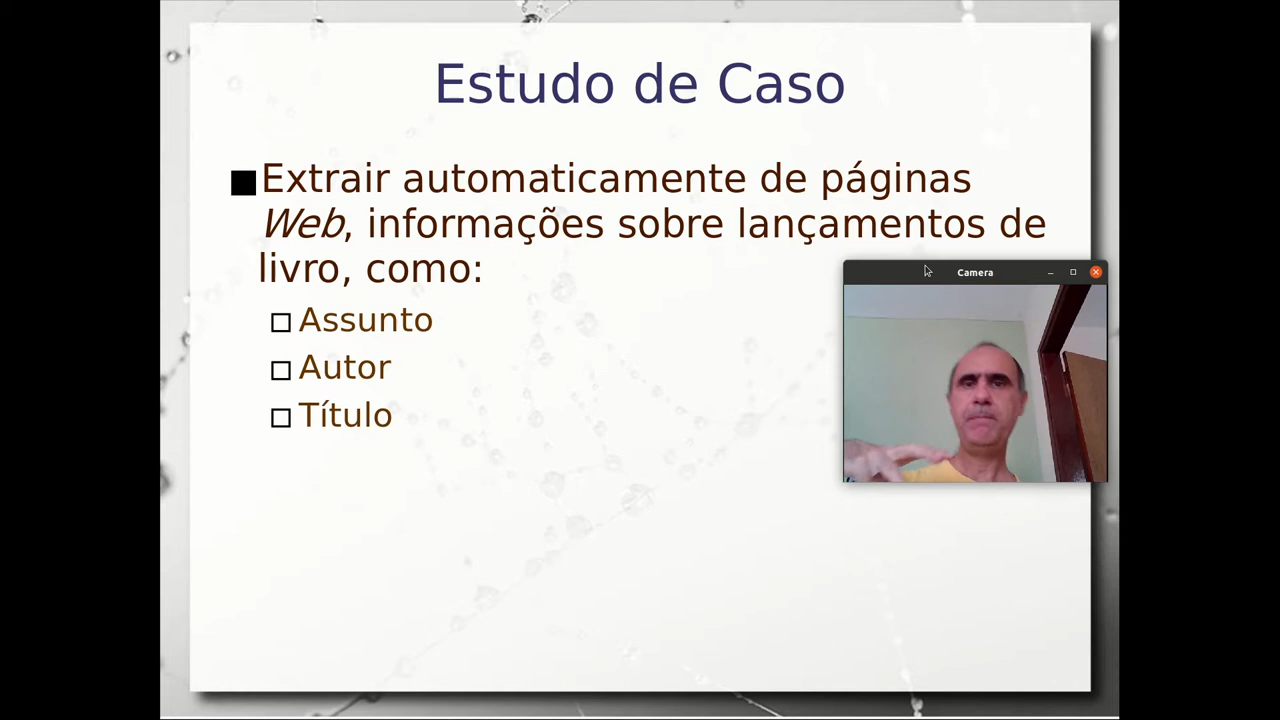 Estudo de Caso
Extrair automaticamente de páginas
Web, informações sobre lançamentos de
livro, como:
Camera
Assunto
Autor
Título